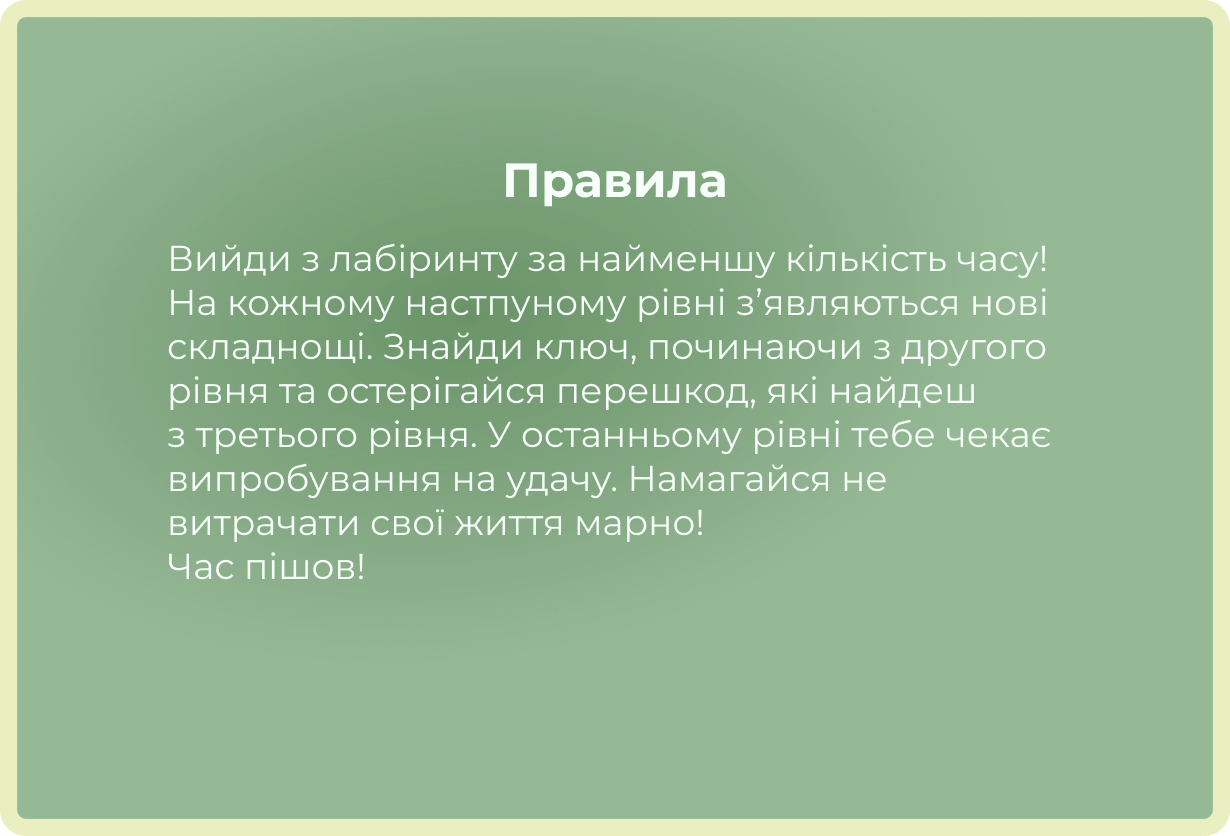 Правила
Вийди з лабіринту за найменшу кількість часу!
На кожному настпуному рівні з’являються нові
складнощі. Знайди ключ, починаючи з другого
рівня та остерігайся перешкод, які найдеш
з третього рівня. У останньому рівні тебе чекає
випробування на удачу. Намагайся не
витрачати свої життя марно!
Час пішов!